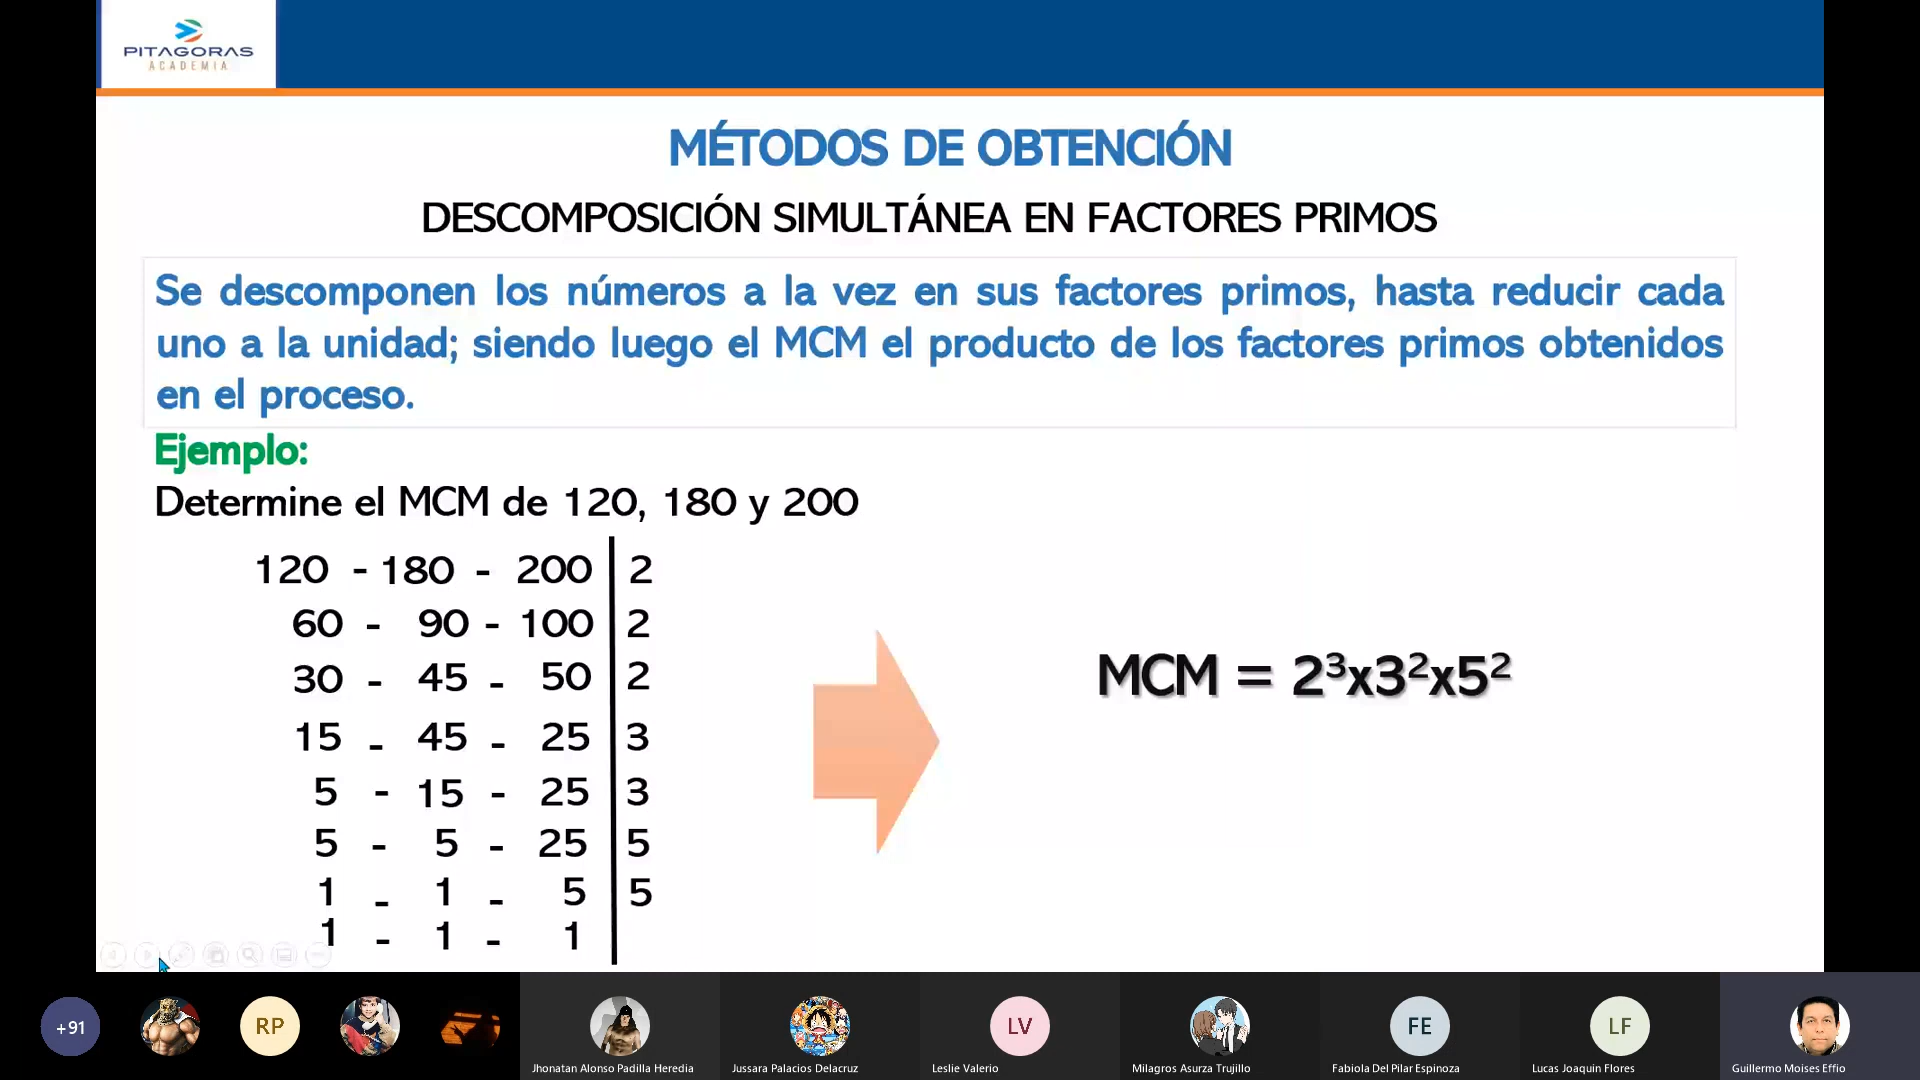 PITAGORAS
ACADEMIA
MÉTODOS DE OBTENCIÓN
DESCOMPOSICIÓN SIMULTÁNEA EN FACTORES PRIMOS
Se descomponen los números a la vez en sus factores primos, hasta reducir cada
uno a la unidad; siendo luego el MCM el producto de los factores primos obtenidos
en el proceso.
Ejemplo:
Determine el MCM de 120, 180 y 200
120 - 180 - 200 | 2
60 - 90 - 100 | 2
30 - 45 - 50 | 2
15 - 45 - 25 | 3
5 - 15 - 25 | 3
5 - 5 - 25 | 5
1 - 1 - 5 | 5
1 - 1 - 1 |
MCM = 2³x3²x5²
+91
RP
LV
FE
LF
Jhonatan Alonso Padilla Heredia
Jussara Palacios Delacruz
Leslie Valerio
Milagros Asurza Trujillo
Fabiola Del Pilar Espinoza
Lucas Joaquin Flores
Guillermo Moises Effio